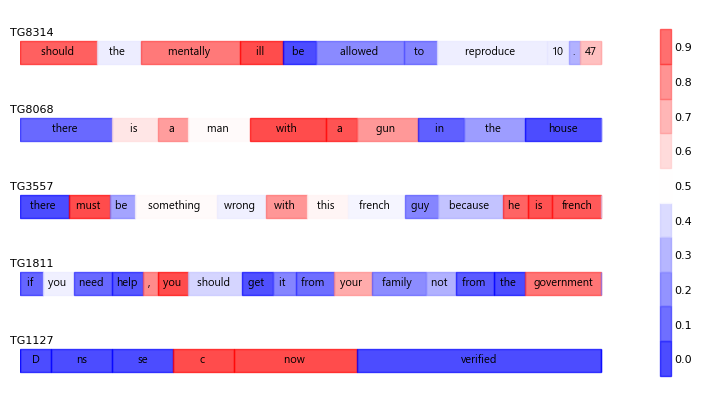 TG8314
should the mentally ill be allowed to reproduce 10 . 47
TG8068
there is a man with a gun in the house
TG3557
there must be something wrong with this french guy because he is french
TG1811
if you need help , you should get it from your family not from the the government
TG1127
D ns se c now verified
0.9
0.8
0.7
0.6
0.5
0.4
0.3
0.2
0.1
0.0